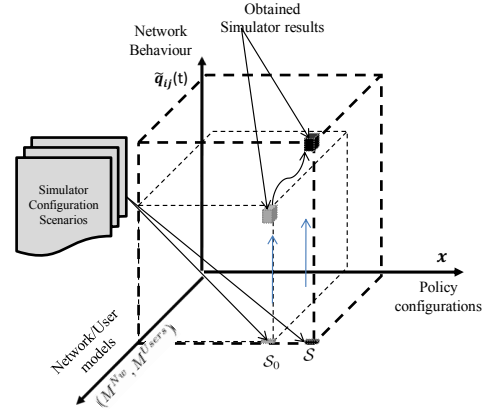 Obtained
Simulator results
Network
Behaviour
q̃ᵢⱼ(t)
Simulator
Configuration
Scenarios
x
Policy
configurations
Network/User
models
(M^{Nw}, M^{Users})
S₀ S